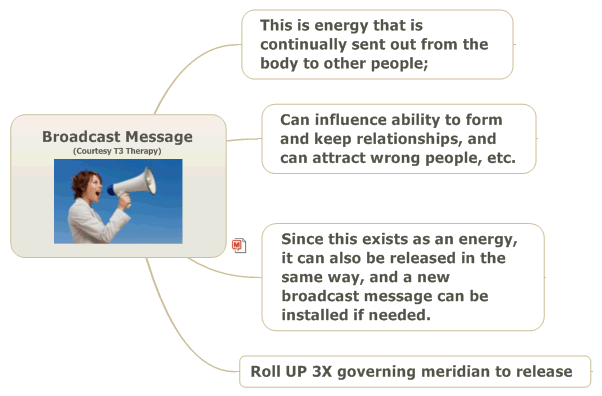 Broadcast Message
(Courtesy T3 Therapy)
This is energy that is
continually sent out from the
body to other people;
Can influence ability to form
and keep relationships, and
can attract wrong people, etc.
Since this exists as an energy,
it can also be released in the
same way, and a new
broadcast message can be
installed if needed.
Roll UP 3X governing meridian to release